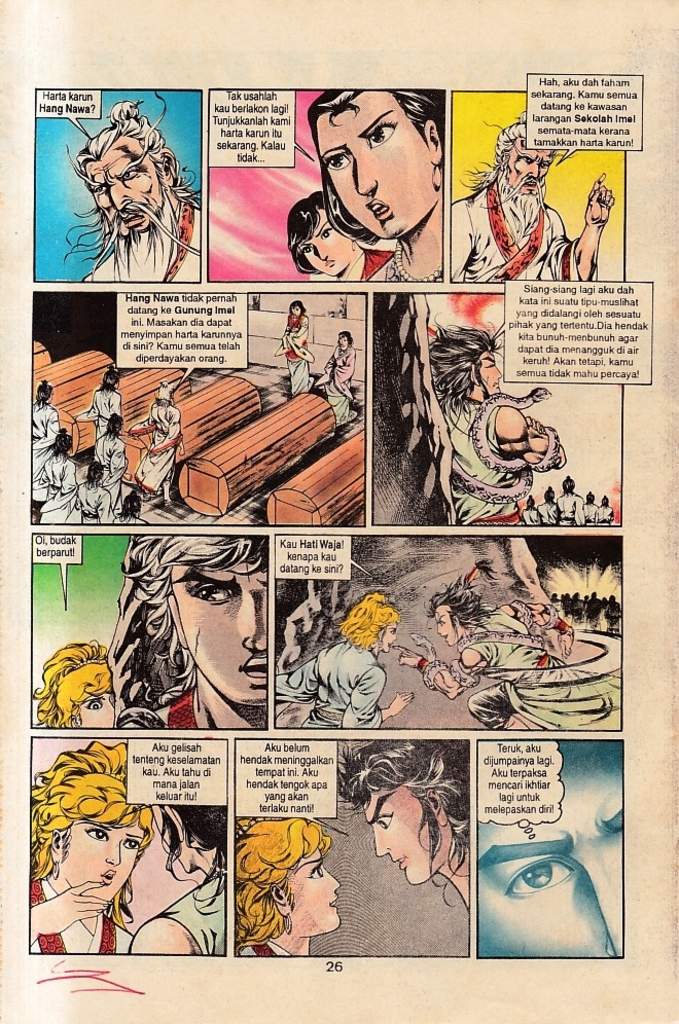 Harta karun
Hang Nawa?
Tak usahlah
kau berlakon lagi!
Tunjukkanlah kami
harta karun itu
sekarang. Kalau
tidak...
Hah, aku dah faham
sekarang. Kamu semua
datang ke kawasan
larangan Sekolah Imei
semata-mata kerana
tamakkan harta karun!
Hang Nawa tidak pernah
datang ke Gunung Imei
ini. Masakan dia dapat
menyimpan harta karunnya
di sini? Kamu semua telah
diperdayakan orang.
Siang-siang lagi aku dah
kata ini suatu tipu-muslihat
yang didalangi oleh sesuatu
pihak yang tertentu.Dia hendak
kita bunuh-menbunuh agar
dapat dia menangguk di air
keruh! Akan tetapi, kamu
semua tidak mahu percaya!
Oi, budak
berparut!
Kau Hati Waja!
kenapa kau
datang ke sini?
Aku gelisah
tenteng keselamatan
kau. Aku tahu di
mana jalan
keluar itu!
Aku belum
hendak meninggalkan
tempat ini. Aku
hendak tengok apa
yang akan
terlaku nanti!
Teruk, aku
dijumpainya lagi.
Aku terpaksa
mencari ikhtiar
lagi untuk
melepaskan diri!
26